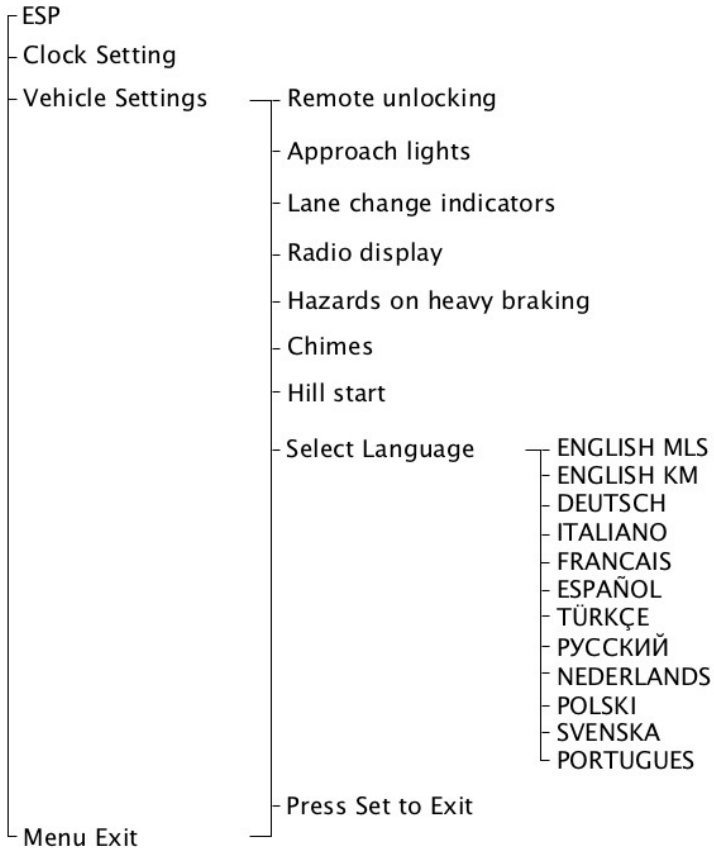 ESP
Clock Setting
Vehicle Settings
Remote unlocking
Approach lights
Lane change indicators
Radio display
Hazards on heavy braking
Chimes
Hill start
Select Language
ENGLISH MLS
ENGLISH KM
DEUTSCH
ITALIANO
FRANCAIS
ESPAÑOL
TÜRKÇE
РУССКИЙ
NEDERLANDS
POLSKI
SVENSKA
PORTUGUES
Press Set to Exit
Menu Exit